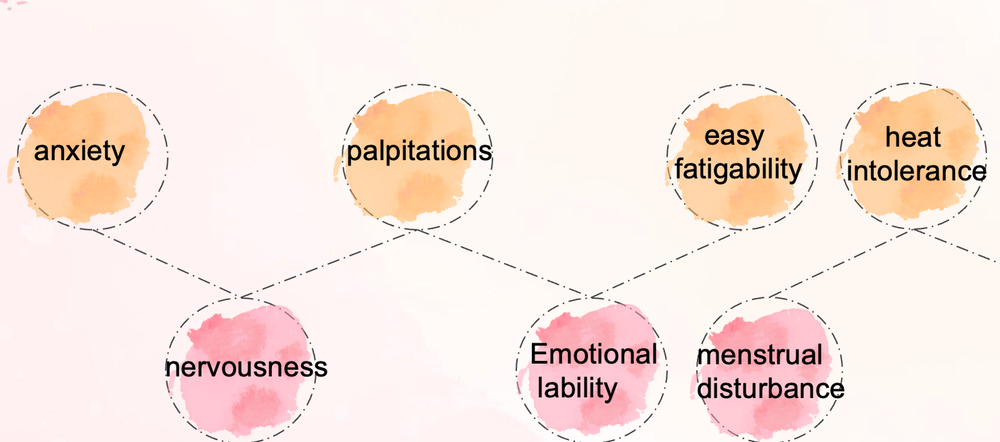 anxiety
palpitations
easy
fatigability
heat
intolerance
nervousness
Emotional
lability
menstrual
disturbance